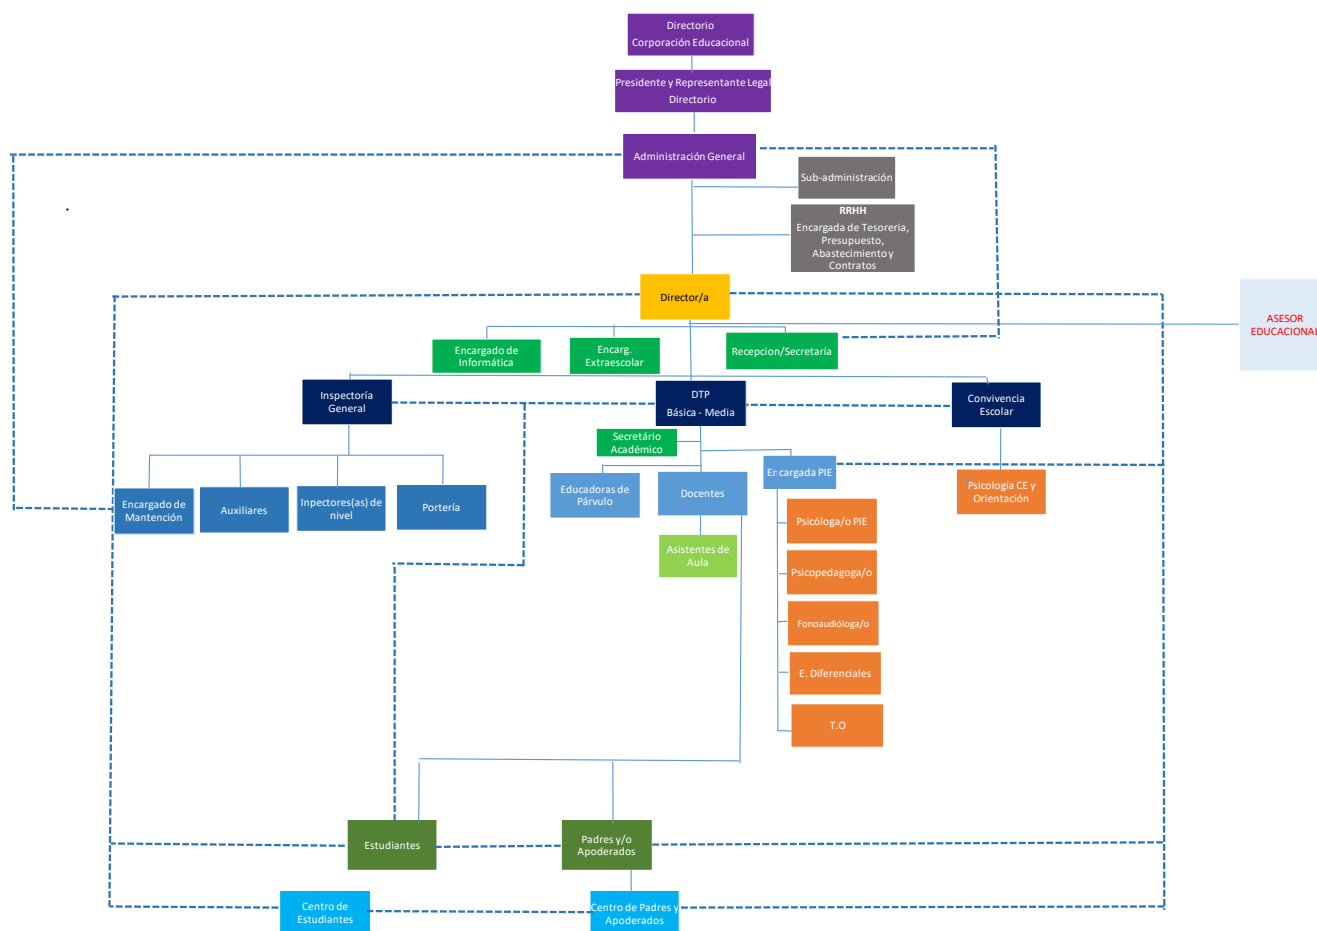 Directorio
Corporación Educacional
Presidente y Representante Legal
Directorio
Administración General
Sub-administración
RRHH
Encargada de Tesoreria,
Presupuesto,
Abastecimiento y
Contratos
Director/a
ASESOR
EDUCACIONAL
Encargado de
Informática
Encarg.
Extraescolar
Recepcion/Secretaría
Inspectoría
General
DTP
Básica - Media
Convivencia
Escolar
Secretário
Académico
Encargada PIE
Encargado de
Mantención
Auxiliares
Inpectores(as) de
nivel
Portería
Educadoras de
Párvulo
Docentes
Psicología CE y
Orientación
Psicóloga/o PIE
Asistentes de
Aula
Psicopedagoga/o
Fonoaudióloga/o
E. Diferenciales
T.O
Estudiantes
Padres y/o
Apoderados
Centro de
Estudiantes
Centro de Padres y
Apoderados